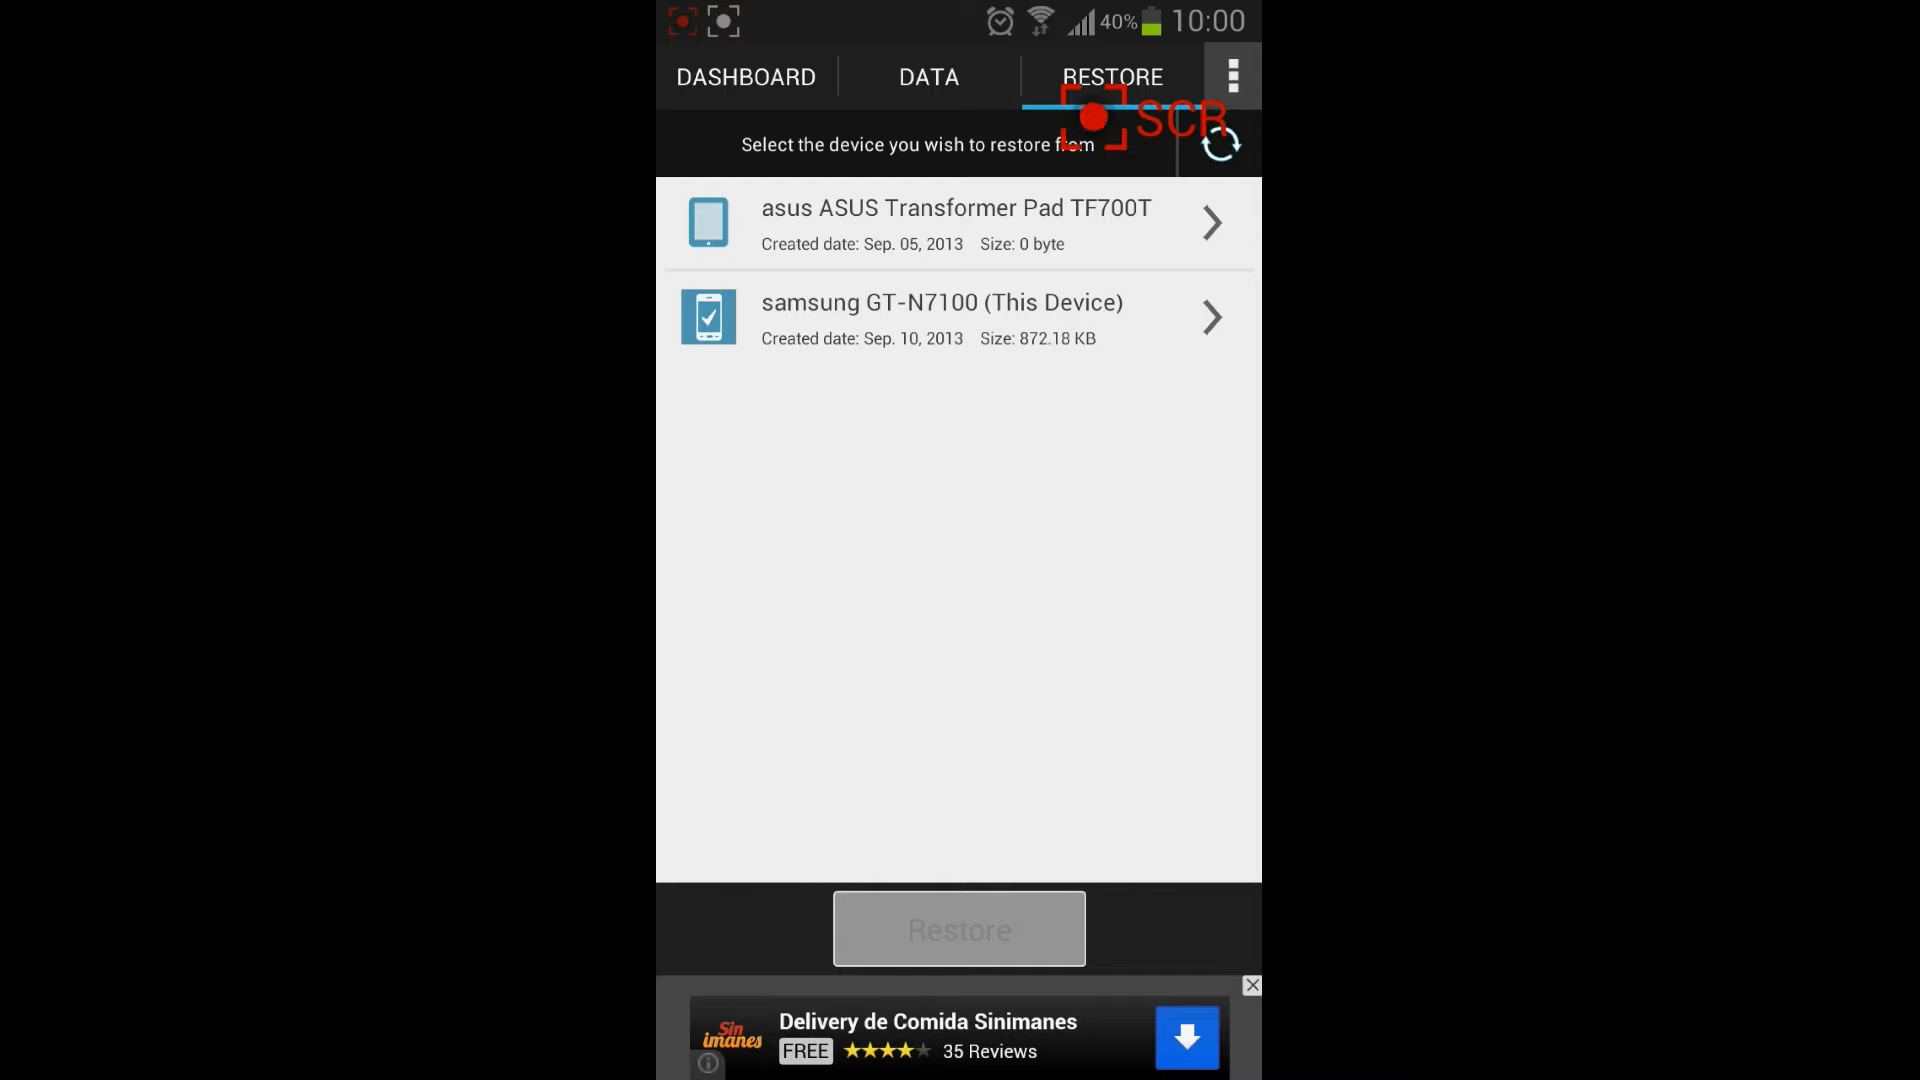 40% 10:00
DASHBOARD DATA RESTORE
SCR
Select the device you wish to restore from
asus ASUS Transformer Pad TF700T
Created date: Sep. 05, 2013 Size: 0 byte
samsung GT-N7100 (This Device)
Created date: Sep. 10, 2013 Size: 872.18 KB
Restore
Sin
imanes
Delivery de Comida Sinimanes
FREE 35 Reviews